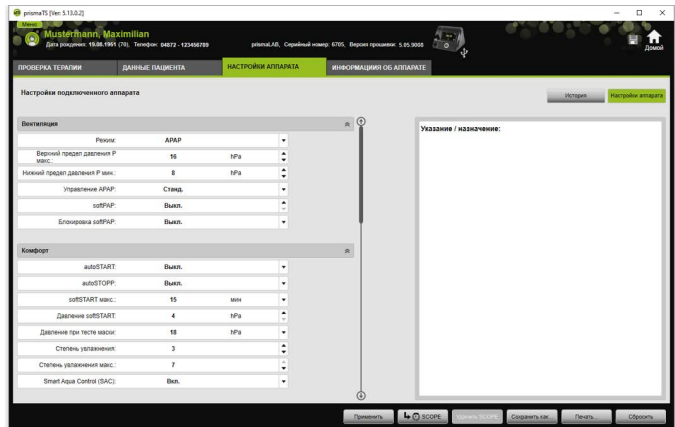 prismaTS [Ver: 5.13.0.2]
Меню
Mustermann, Maximilian
Дата рождения: 19.08.1951 (70), Телефон: 04872 - 123456789
prismaLAB, Серийный номер: 6705, Версия прошивки: 5.05.9000
Домой
ПРОВЕРКА ТЕРАПИИ
ДАННЫЕ ПАЦИЕНТА
НАСТРОЙКИ АППАРАТА
ИНФОРМАЦИИЯ ОБ АППАРАТЕ
Настройки подключенного аппарата
История
Настройки аппарата
Вентиляция
Режим: APAP
Верхний предел давления P макс.: 16 hPa
Нижний предел давления P мин.: 8 hPa
Управление APAP: Станд.
softPAP: Выкл.
Блокировка softPAP: Выкл.
Комфорт
autoSTART: Выкл.
autoSTOPP: Выкл.
softSTART макс.: 15 мин
Давление softSTART: 4 hPa
Давление при тесте маски: 18 hPa
Степень увлажнения: 3
Степень увлажнения макс.: 7
Smart Aqua Control (SAC): Вкл.
Указание / назначение:
Применить
SCOPE
Удалить SCOPE
Сохранить как...
Печать...
Сбросить